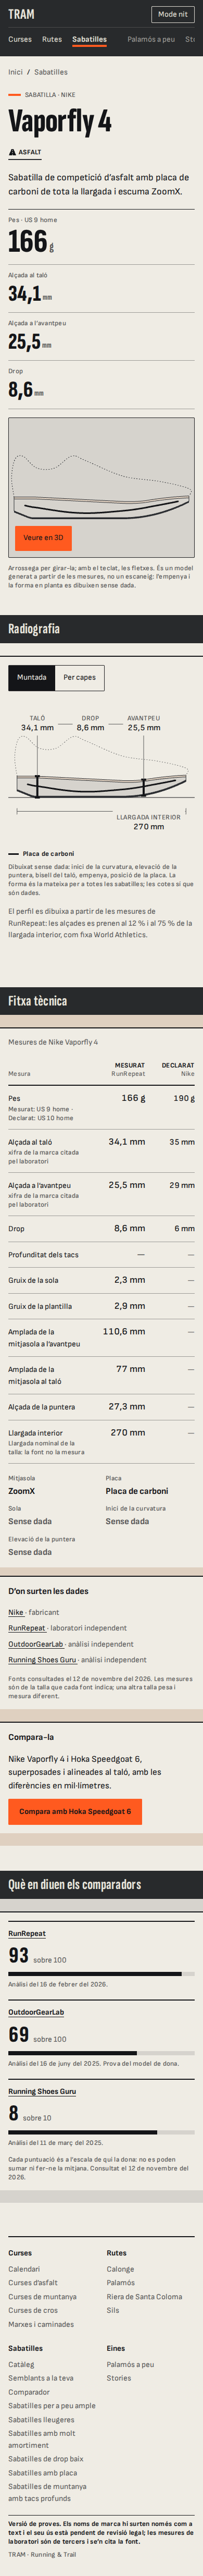 TRAM
Mode nit
Curses
Rutes
Sabatilles
Palamós a peu
Inici / Sabatilles
SABATILLA · NIKE
Vaporfly 4
ASFALT
Sabatilla de competició d'asfalt amb placa de
carboni de tota la llargada i escuma ZoomX.
Pes · US 9 home
166 g
Alçada al taló
34,1 mm
Alçada a l'avantpeu
25,5 mm
Drop
8,6 mm
Veure en 3D
Arrossega per girar-la; amb el teclat, les fletxes. És un model
generat a partir de les mesures, no un escaneig: l'empenya i
la forma en planta es dibuixen sense dada.
Radiografia
Muntada
Per capes
TALÓ
DROP
AVANTPEU
34,1 mm
8,6 mm
25,5 mm
LLARGADA INTERIOR
270 mm
Placa de carboni
Dibuixat sense dada: inici de la curvatura, elevació de la
puntera, bisell del taló, empenya, posició de la placa. La
forma és la mateixa per a totes les sabatilles; les cotes sí que
són dades.
El perfil es dibuixa a partir de les mesures de
RunRepeat: les alçades es prenen al 12 % i al 75 % de la
llargada interior, com fixa World Athletics.
Fitxa tècnica
Mesures de Nike Vaporfly 4
MESURAT
DECLARAT
Mesura
RunRepeat
Nike
Pes
166 g
190 g
Mesurat: US 9 home ·
Declarat: US 10 home
Alçada al taló
34,1 mm
35 mm
xifra de la marca citada
pel laboratori
Alçada a l'avantpeu
25,5 mm
29 mm
xifra de la marca citada
pel laboratori
Drop
8,6 mm
6 mm
Profunditat dels tacs
—
—
Gruix de la sola
2,3 mm
—
Gruix de la plantilla
2,9 mm
—
Amplada de la
mitjasola a l'avantpeu
110,6 mm
—
Amplada de la
mitjasola al taló
77 mm
—
Alçada de la puntera
27,3 mm
—
Llargada interior
270 mm
—
Llargada nominal de la
talla: la font no la mesura
Mitjasola
Placa
ZoomX
Placa de carboni
Sola
Inici de la curvatura
Sense dada
Sense dada
Elevació de la puntera
Sense dada
D'on surten les dades
Nike · fabricant
RunRepeat · laboratori independent
OutdoorGearLab · anàlisi independent
Running Shoes Guru · anàlisi independent
Fonts consultades el 12 de novembre del 2026. Les mesures
són de la talla que cada font indica; una altra talla pesa i
mesura diferent.
Compara-la
Nike Vaporfly 4 i Hoka Speedgoat 6,
superposades i alineades al taló, amb les
diferències en mil·límetres.
Compara amb Hoka Speedgoat 6
Què en diuen els comparadors
RunRepeat
93 sobre 100
Anàlisi del 16 de febrer del 2026.
OutdoorGearLab
69 sobre 100
Anàlisi del 16 de juny del 2025. Prova del model de dona.
Running Shoes Guru
8 sobre 10
Anàlisi del 11 de març del 2025.
Cada puntuació és a l'escala de qui la dona: no es poden
sumar ni fer-ne la mitjana. Consultat el 12 de novembre del
2026.
Curses
Calendari
Curses d'asfalt
Curses de muntanya
Curses de cros
Marxes i caminades
Rutes
Calonge
Palamós
Riera de Santa Coloma
Sils
Sabatilles
Catàleg
Semblants a la teva
Comparador
Sabatilles per a peu ample
Sabatilles lleugeres
Sabatilles amb molt
amortiment
Sabatilles de drop baix
Sabatilles amb placa
Sabatilles de muntanya
amb tacs profunds
Eines
Palamós a peu
Stories
Versió de proves. Els noms de marca hi surten només com a
text i el seu ús està pendent de revisió legal; les mesures de
laboratori són de tercers i se'n cita la font.
TRAM · Running & Trail